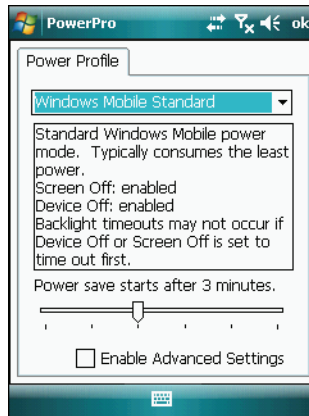 PowerPro
ok
Power Profile
Windows Mobile Standard
Standard Windows Mobile power
mode.  Typically consumes the least
power.
Screen Off: enabled
Device Off: enabled
Backlight timeouts may not occur if
Device Off or Screen Off is set to
time out first.
Power save starts after 3 minutes.
Enable Advanced Settings